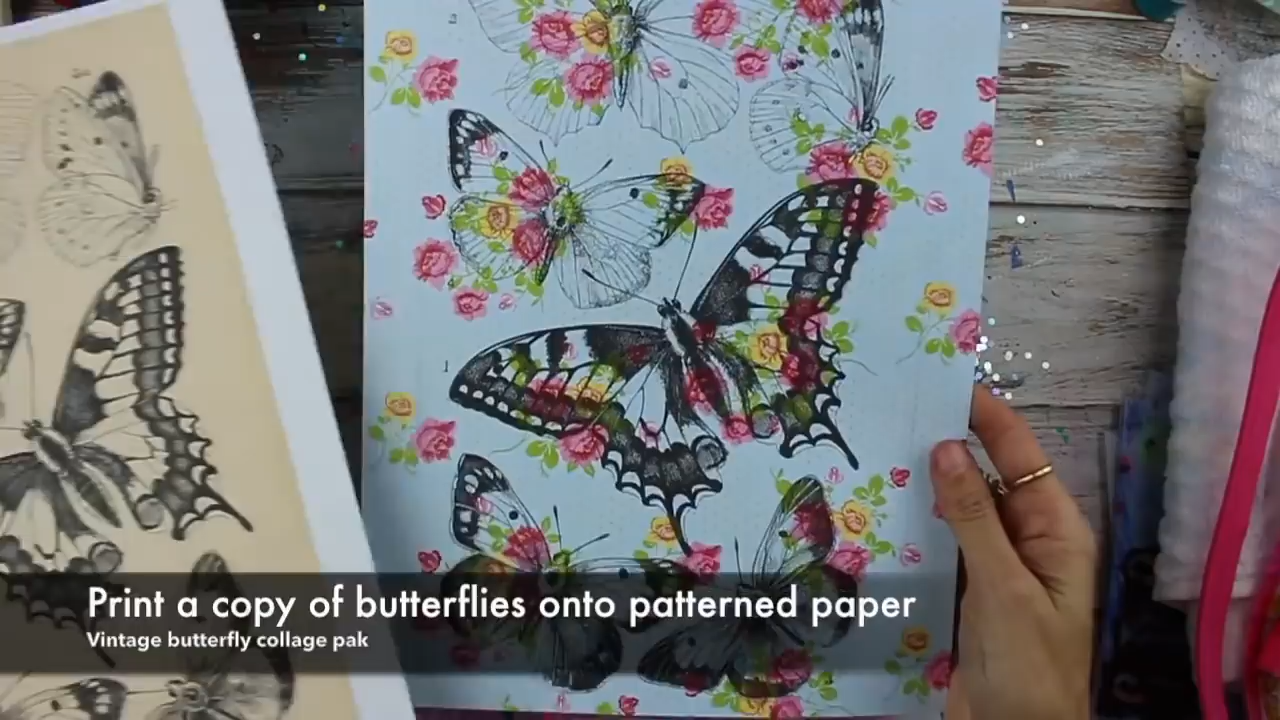 Print a copy of butterflies onto patterned paper
Vintage butterfly collage pak